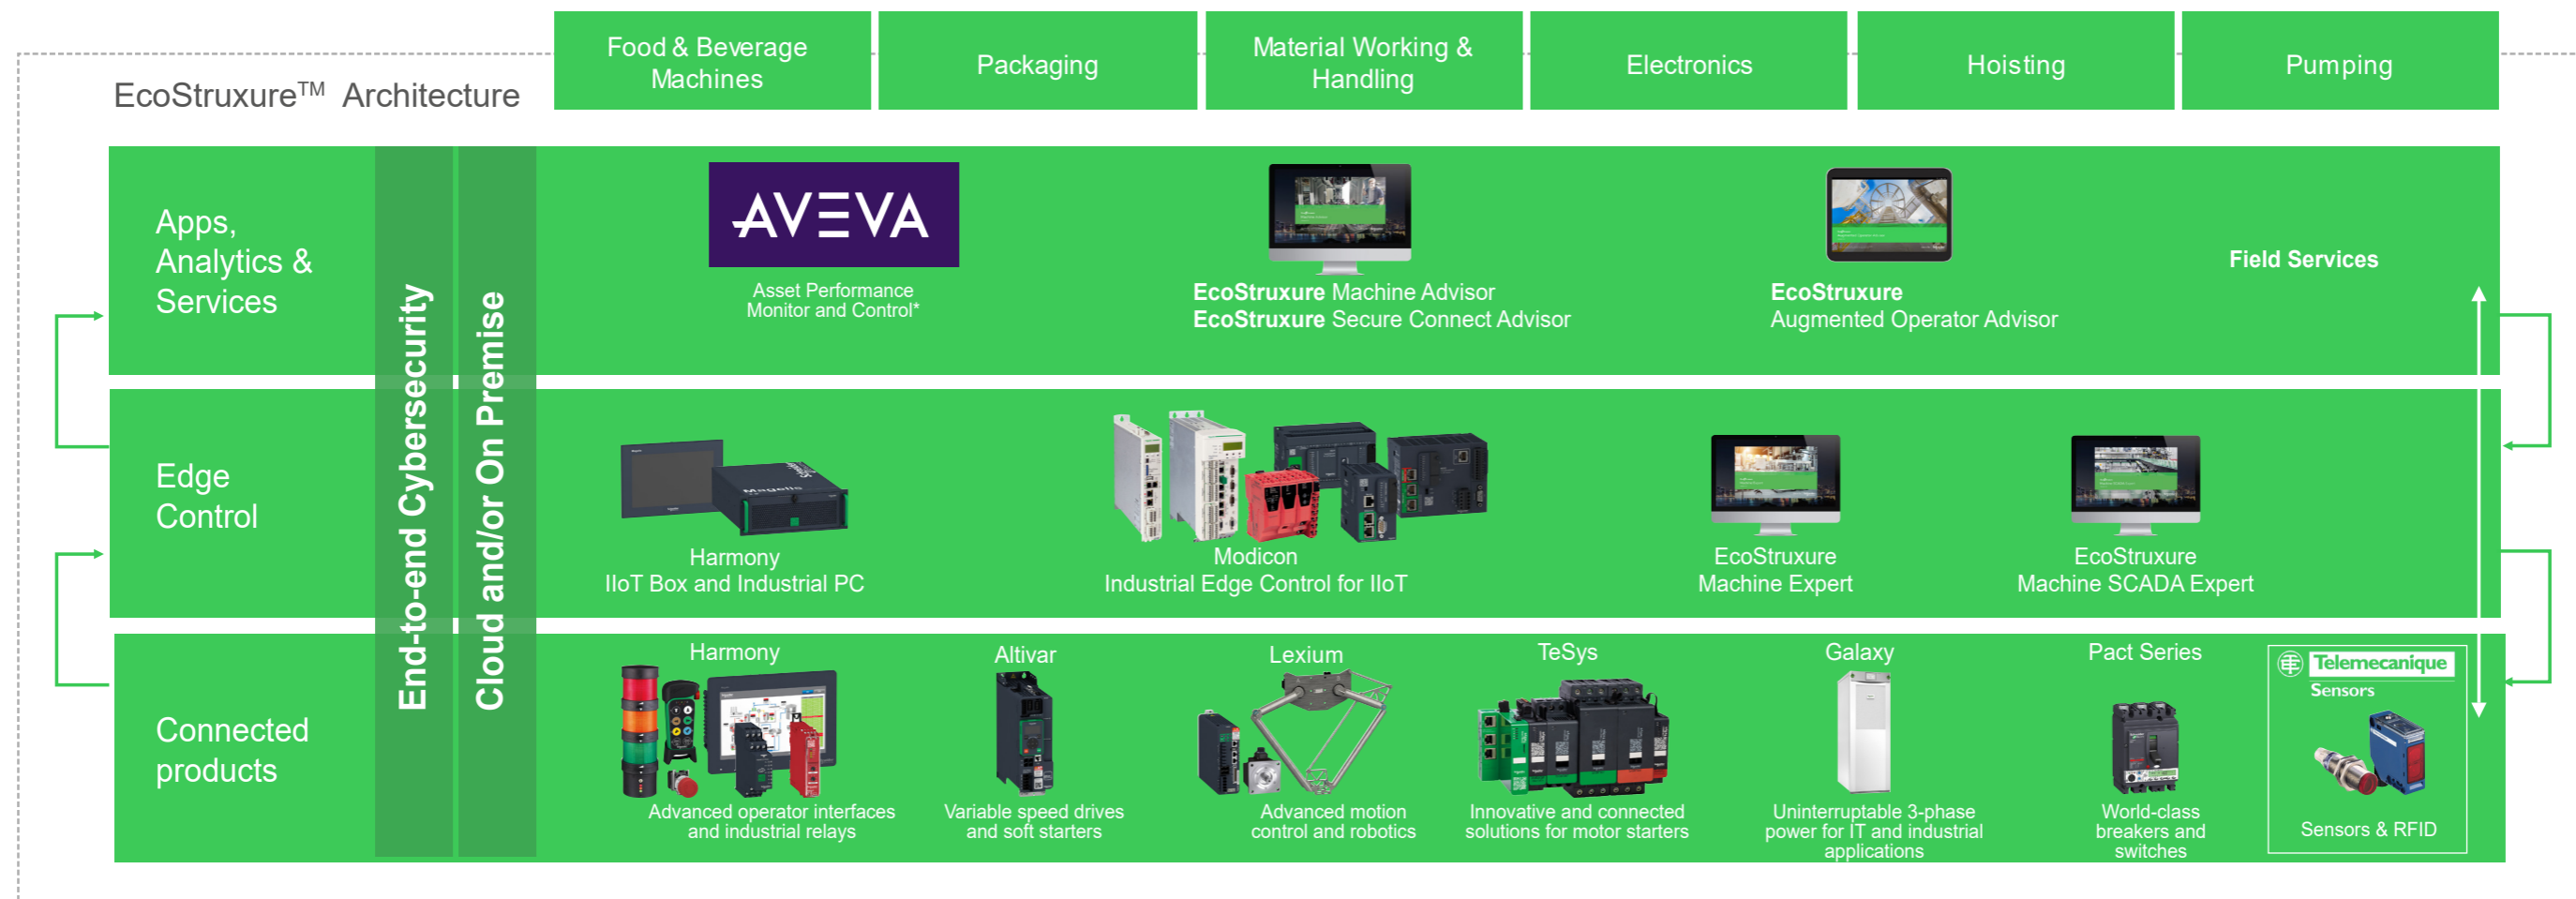 Food & Beverage
Machines
Packaging
Material Working &
Handling
Electronics
Hoisting
Pumping
EcoStruxure™ Architecture
Apps,
Analytics &
Services
End-to-end Cybersecurity
Cloud and/or On Premise
AVEVA
Asset Performance
Monitor and Control*
EcoStruxure Machine Advisor
EcoStruxure Secure Connect Advisor
EcoStruxure
Augmented Operator Advisor
Field Services
Edge
Control
Magelis
Harmony
IIoT Box and Industrial PC
Modicon
Industrial Edge Control for IIoT
EcoStruxure
Machine Expert
EcoStruxure
Machine SCADA Expert
Connected
products
Harmony
Advanced operator interfaces
and industrial relays
Altivar
Variable speed drives
and soft starters
Lexium
Advanced motion
control and robotics
TeSys
Innovative and connected
solutions for motor starters
Galaxy
Uninterruptable 3-phase
power for IT and industrial
applications
Pact Series
World-class
breakers and
switches
Telemecanique
Sensors
Sensors & RFID